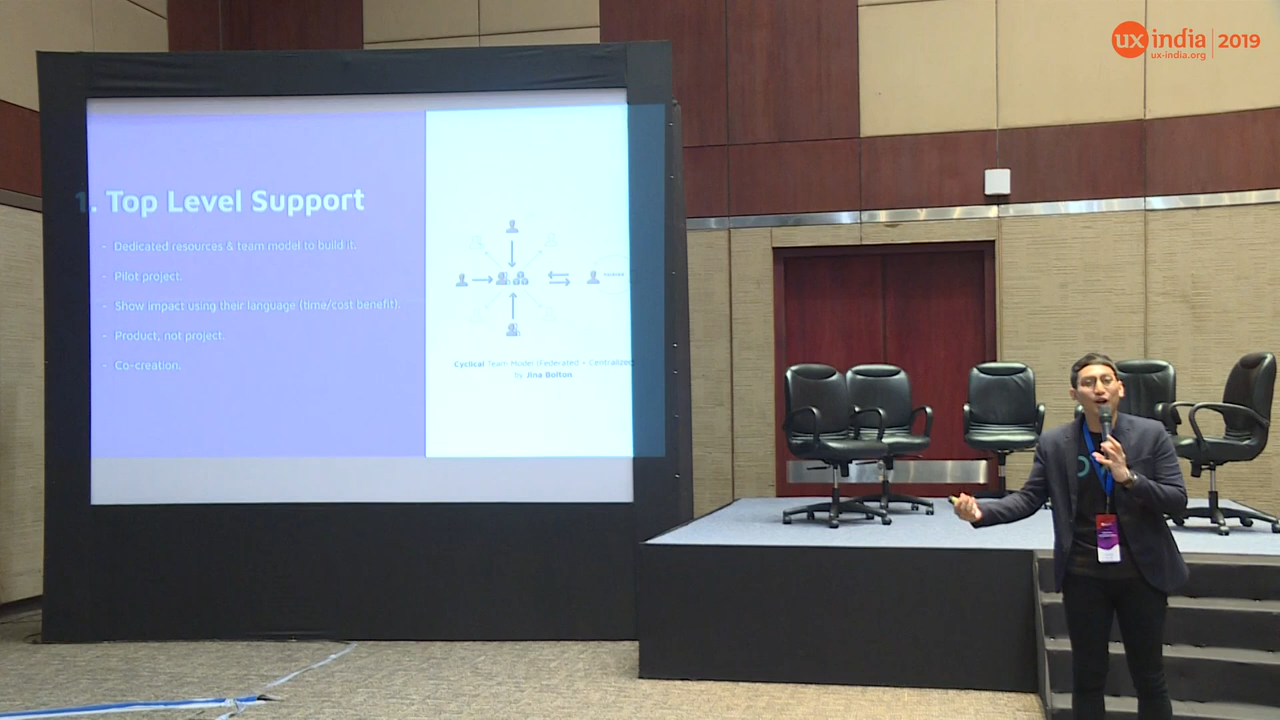 ux india 2019
ux-india.org
1. Top Level Support
- Dedicated resources & team model to build it.
- Pilot project.
- Show impact using their language (time/cost benefit).
- Product, not project.
- Co-creation.
Cyclical Team Model (Federated + Centralized
by Jina Bolton